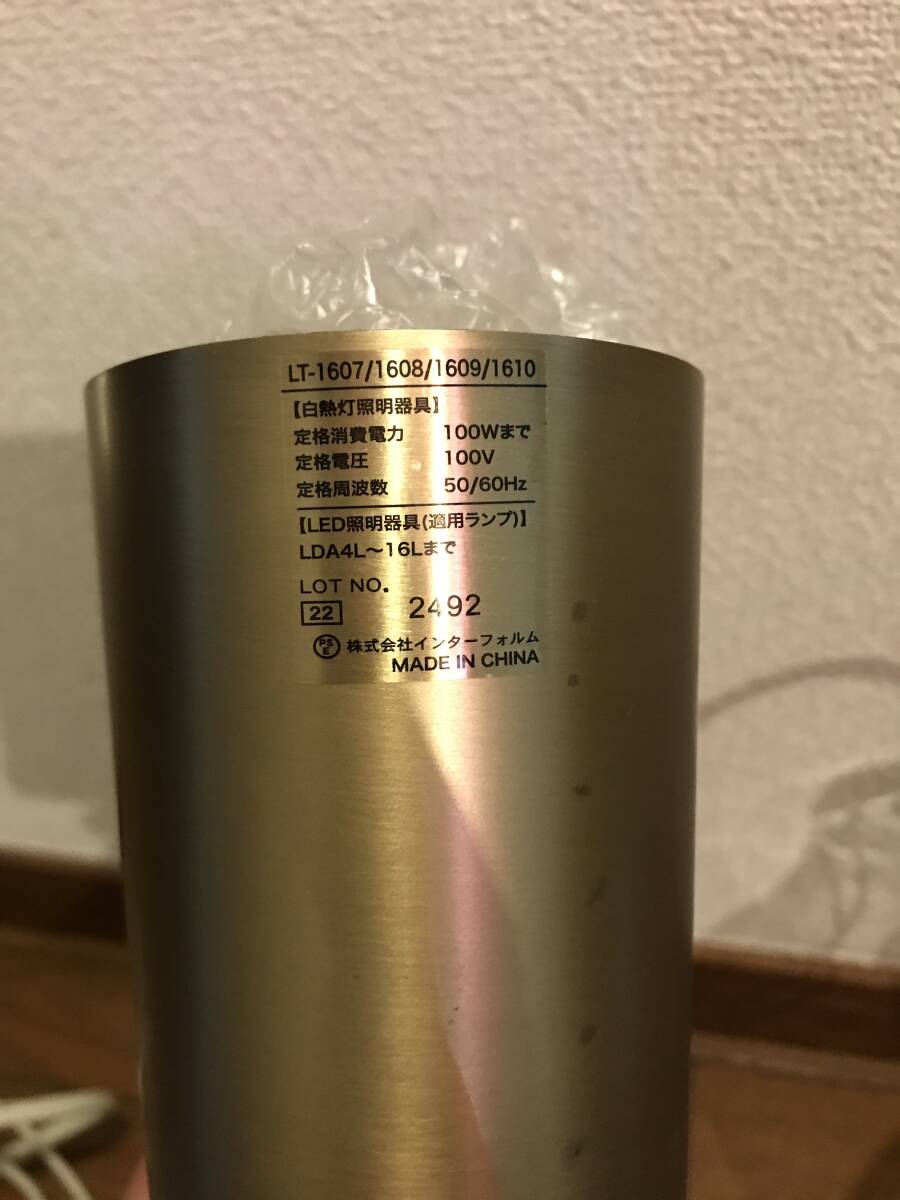 LT-1607/1608/1609/1610
【白熱灯照明器具】
定格消費電力 100Wまで
定格電圧 100V
定格周波数 50/60Hz
【LED照明器具(適用ランプ)】
LDA4L〜16Lまで
LOT NO.
22 2492
PSE 株式会社インターフォルム
MADE IN CHINA